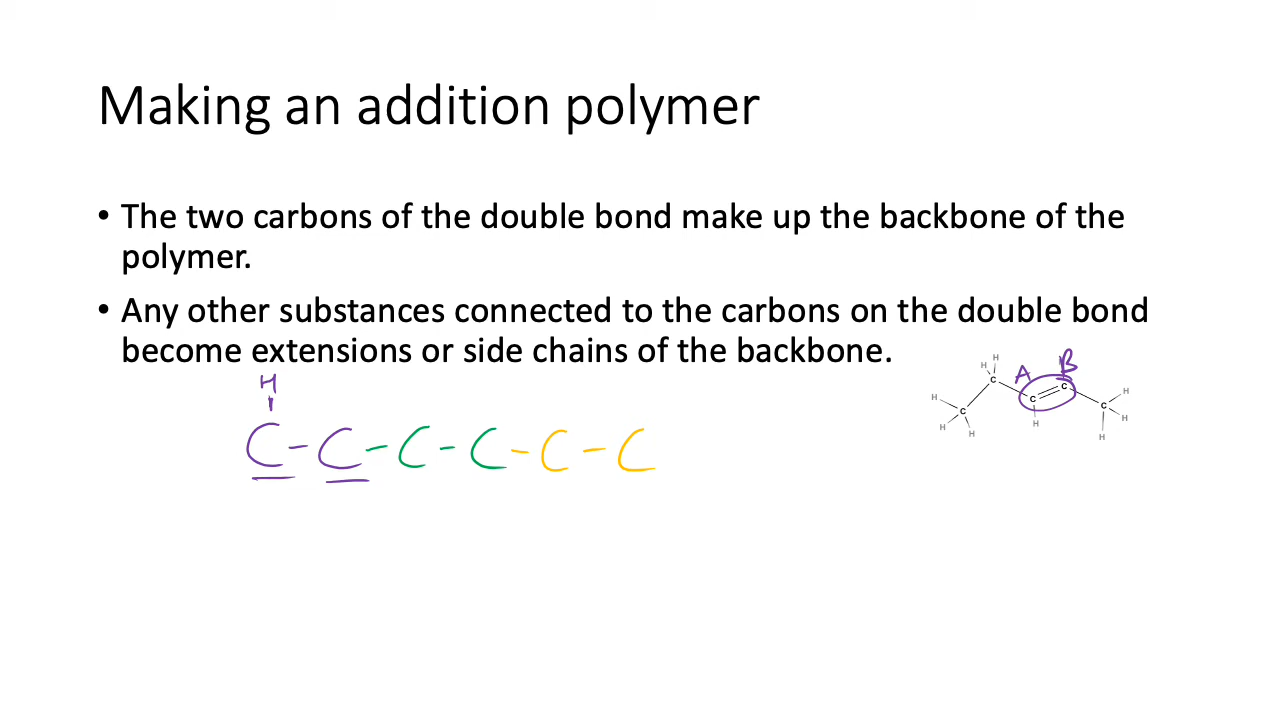 Making an addition polymer
• The two carbons of the double bond make up the backbone of the
polymer.
• Any other substances connected to the carbons on the double bond
become extensions or side chains of the backbone.
H
C - C - C - C - C - C
A B
H H
H C C C C H
H H H C H
H